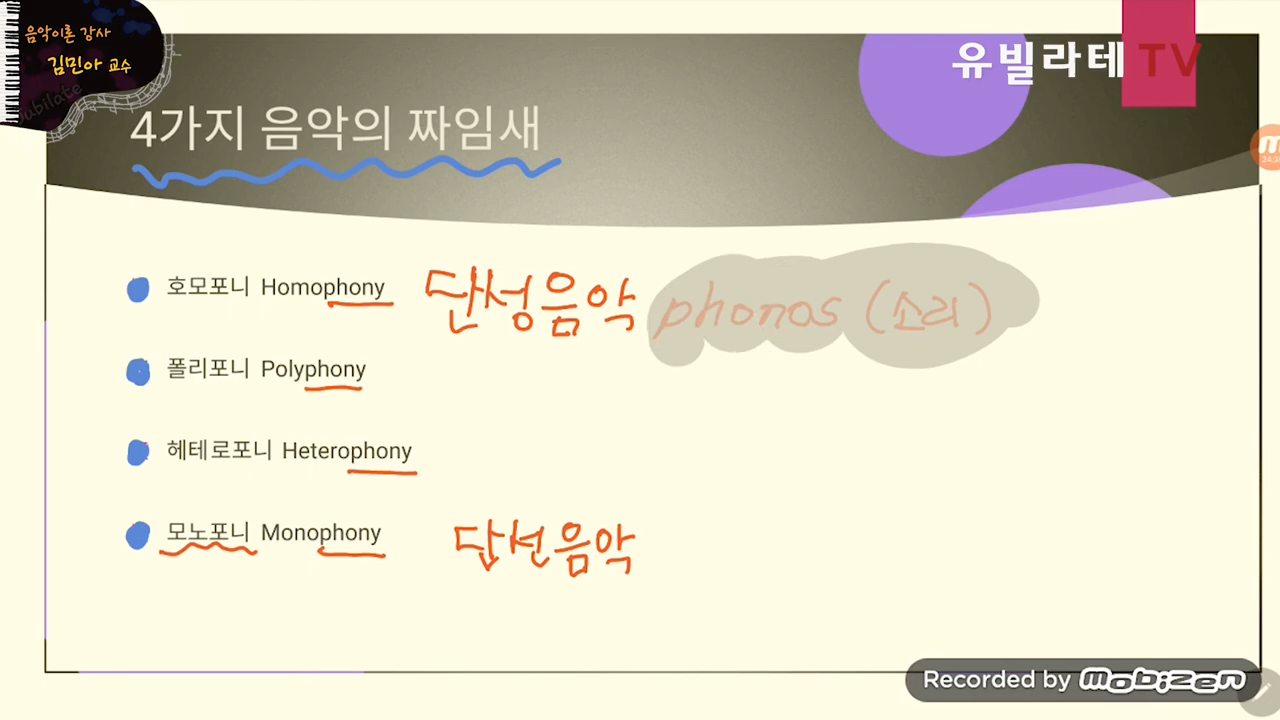 음악이론 강사
김민아 교수
Jubilate
유빌라테 TV
4가지 음악의 짜임새
호모포니 Homophony 단성음악 phonos (소리)
폴리포니 Polyphony
헤테로포니 Heterophony
모노포니 Monophony 단선음악
Recorded by mobizen